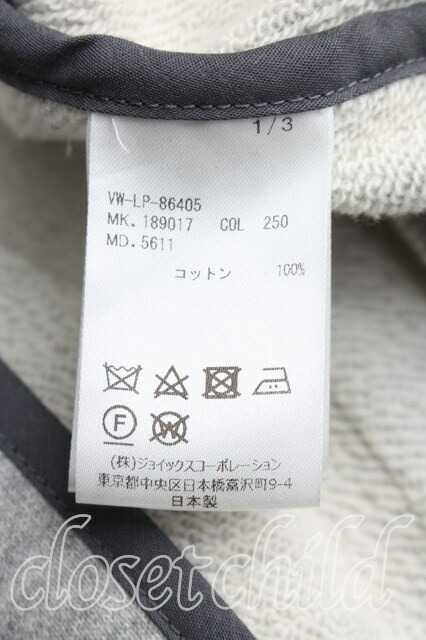 1/3
VW-LP-86405
MK. 189017 COL 250
MD. 5611
コットン 100%
F
W
(株)ジョイックスコーポレーション
東京都中央区日本橋富沢町9-4
日本製
closetchild